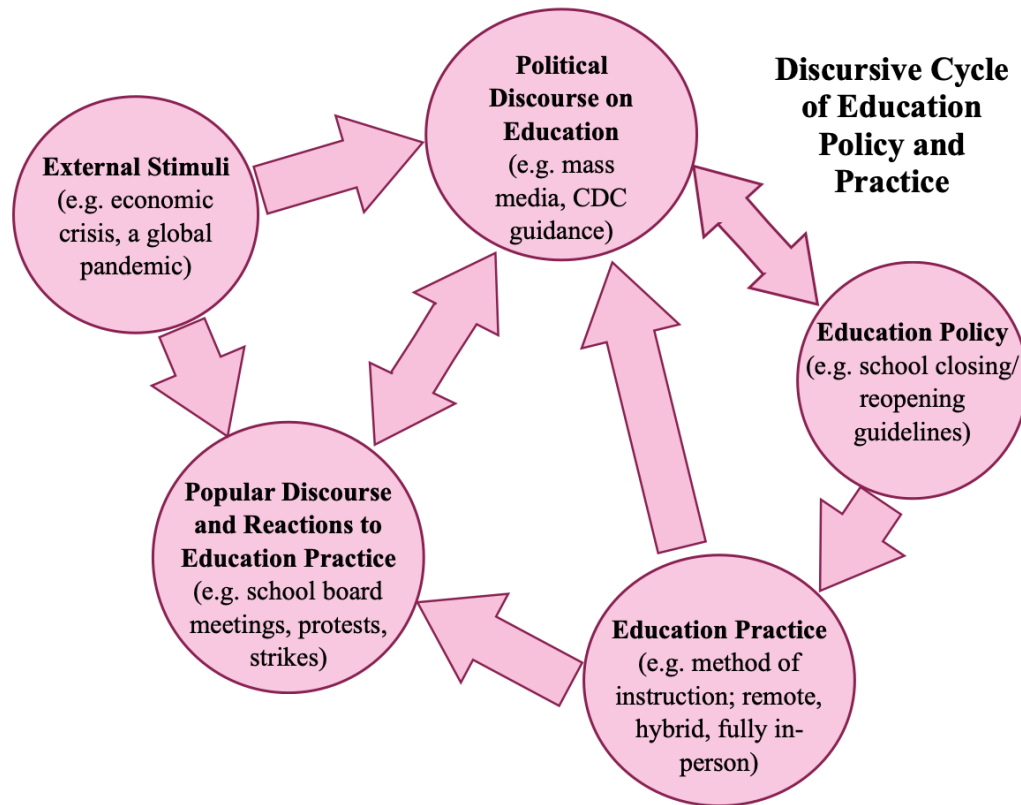 Discursive Cycle
of Education
Policy and
Practice
Political
Discourse on
Education
(e.g. mass
media, CDC
guidance)
External Stimuli
(e.g. economic
crisis, a global
pandemic)
Education Policy
(e.g. school closing/
reopening
guidelines)
Popular Discourse
and Reactions to
Education Practice
(e.g. school board
meetings, protests,
strikes)
Education Practice
(e.g. method of
instruction; remote,
hybrid, fully in-
person)